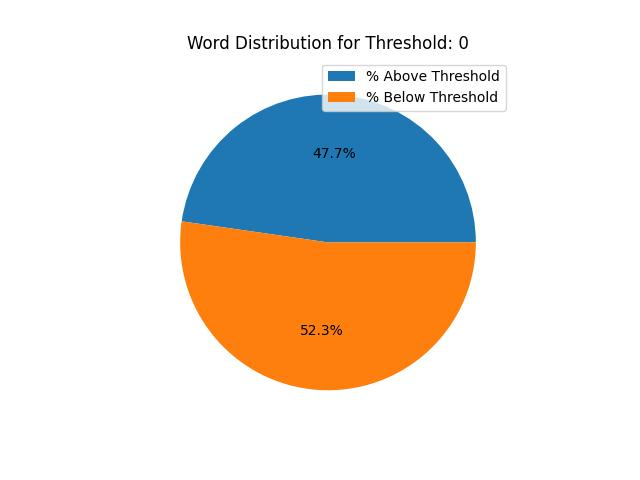 Word Distribution for Threshold: 0
% Above Threshold
% Below Threshold
47.7%
52.3%